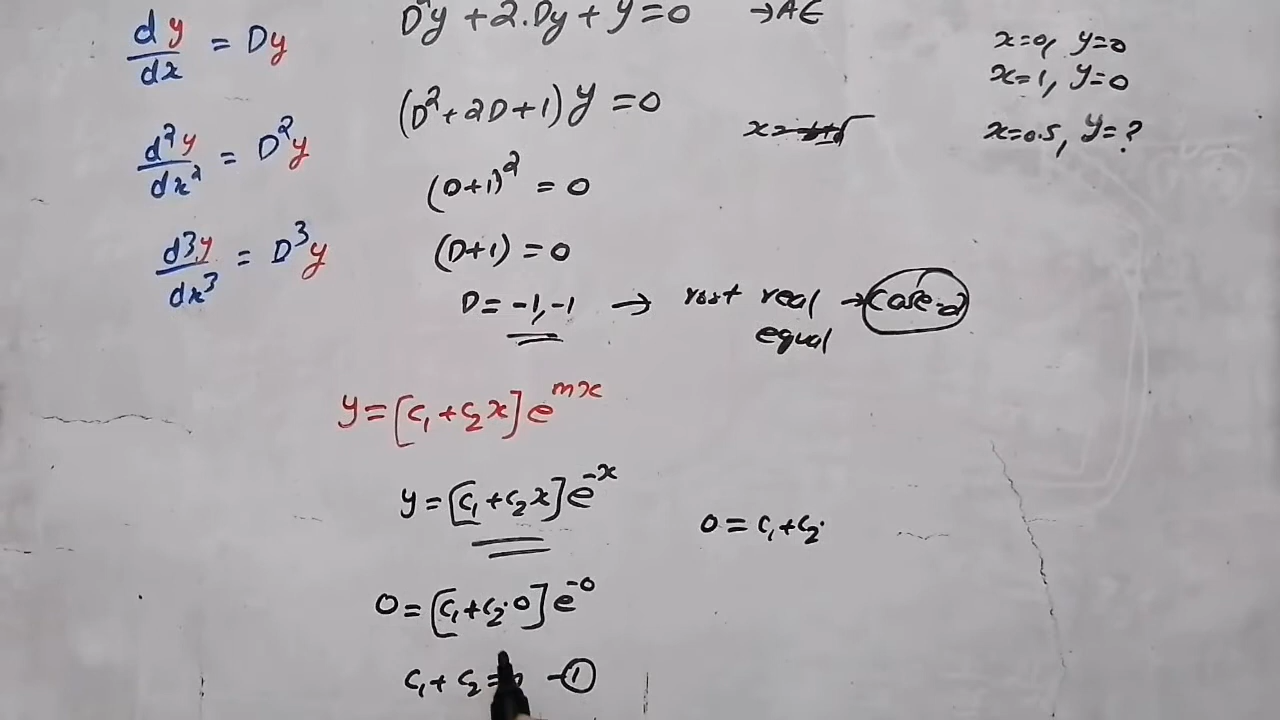 dy/dx = Dy
d²y/dx² = D²y
d³y/dx³ = D³y
D²y + 2.Dy + y = 0 → AE
(D² + 2D + 1) y = 0
(D+1)² = 0
(D+1) = 0
D = -1, -1 → root real equal → case-2
y = [c₁ + c₂x] e^mx
y = [c₁ + c₂x] e^-x
0 = [c₁ + c₂.0] e^-0
c₁ + c₂ = 0 - ①
0 = c₁ + c₂.
x=0, y=0
x=1, y=0
x=0.5, y=?